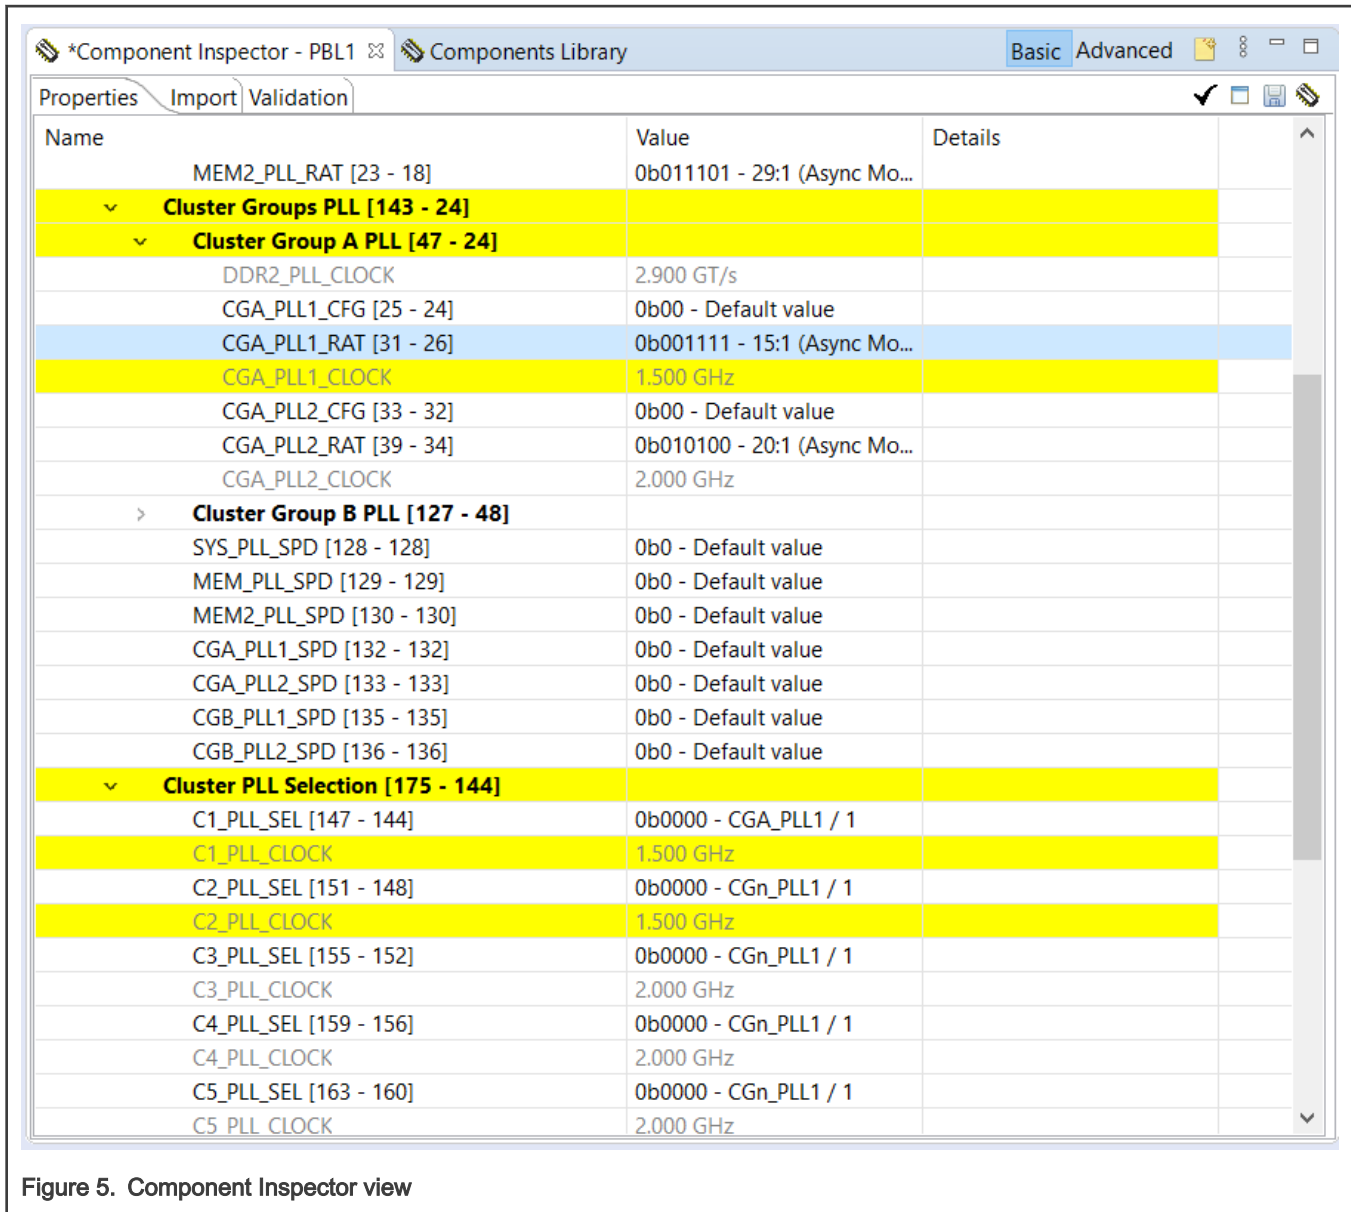 *Component Inspector - PBL1 Components Library Basic Advanced
Properties Import Validation
Name Value Details
MEM2_PLL_RAT [23 - 18] 0b011101 - 29:1 (Async Mo...
Cluster Groups PLL [143 - 24]
Cluster Group A PLL [47 - 24]
DDR2_PLL_CLOCK 2.900 GT/s
CGA_PLL1_CFG [25 - 24] 0b00 - Default value
CGA_PLL1_RAT [31 - 26] 0b001111 - 15:1 (Async Mo...
CGA_PLL1_CLOCK 1.500 GHz
CGA_PLL2_CFG [33 - 32] 0b00 - Default value
CGA_PLL2_RAT [39 - 34] 0b010100 - 20:1 (Async Mo...
CGA_PLL2_CLOCK 2.000 GHz
Cluster Group B PLL [127 - 48]
SYS_PLL_SPD [128 - 128] 0b0 - Default value
MEM_PLL_SPD [129 - 129] 0b0 - Default value
MEM2_PLL_SPD [130 - 130] 0b0 - Default value
CGA_PLL1_SPD [132 - 132] 0b0 - Default value
CGA_PLL2_SPD [133 - 133] 0b0 - Default value
CGB_PLL1_SPD [135 - 135] 0b0 - Default value
CGB_PLL2_SPD [136 - 136] 0b0 - Default value
Cluster PLL Selection [175 - 144]
C1_PLL_SEL [147 - 144] 0b0000 - CGA_PLL1 / 1
C1_PLL_CLOCK 1.500 GHz
C2_PLL_SEL [151 - 148] 0b0000 - CGn_PLL1 / 1
C2_PLL_CLOCK 1.500 GHz
C3_PLL_SEL [155 - 152] 0b0000 - CGn_PLL1 / 1
C3_PLL_CLOCK 2.000 GHz
C4_PLL_SEL [159 - 156] 0b0000 - CGn_PLL1 / 1
C4_PLL_CLOCK 2.000 GHz
C5_PLL_SEL [163 - 160] 0b0000 - CGn_PLL1 / 1
C5_PLL_CLOCK 2.000 GHz
Figure 5. Component Inspector view